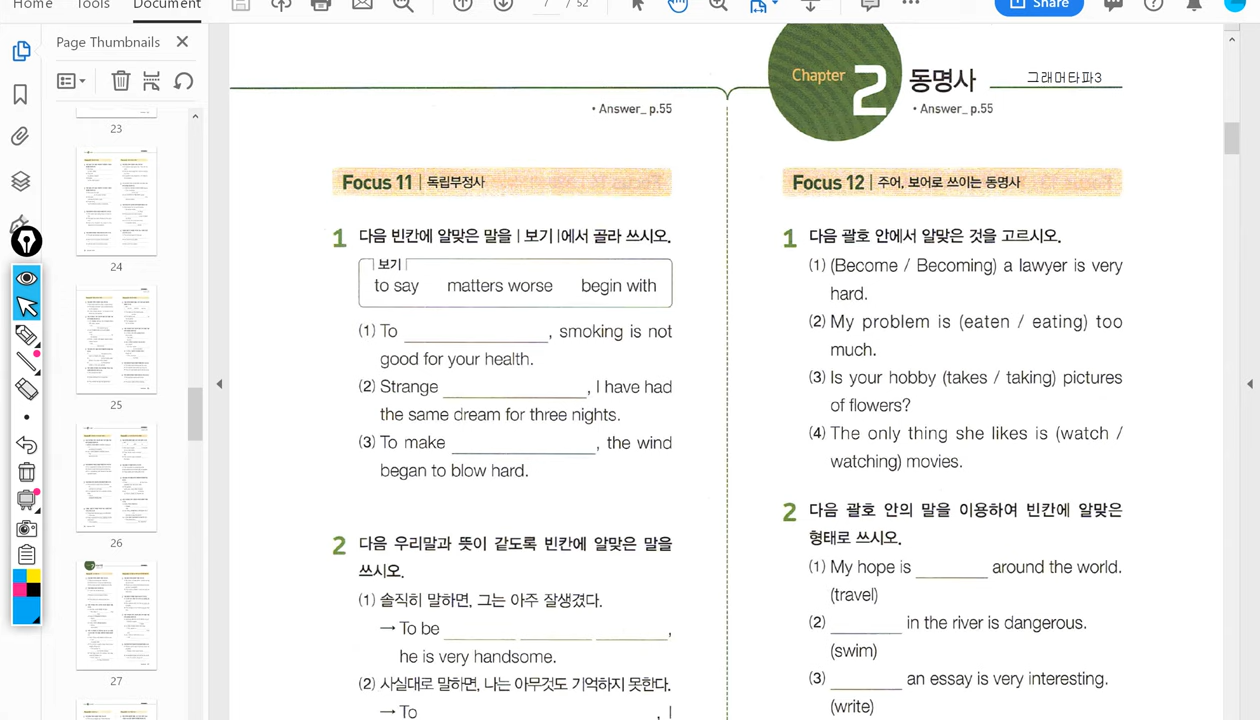 Home Tools Document
7 / 52
Share
Page Thumbnails
23
24
25
26
27
• Answer_ p.55
Focus 11 | 독립부정사
1 다음 빈칸에 알맞은 말을 | 보기 |에서 골라 쓰시오.
보기
to say matters worse begin with
(1) To ____________, smoking is not
good for your health.
(2) Strange ____________, I have had
the same dream for three nights.
(3) To make ____________, the wind
began to blow hard.
2 다음 우리말과 뜻이 같도록 빈칸에 알맞은 말을
쓰시오.
(1) 솔직히 말하면, 그는 아주 잘생겼다.
→ To be ______ ______,
he is very handsome.
(2) 사실대로 말하면, 나는 아무것도 기억하지 못한다.
→ To ____________, I
Chapter 2 동명사 그래머타파3
• Answer_ p.55
Focus 12 | 주어, 보어로 쓰이는 동명사
1 다음 괄호 안에서 알맞은 것을 고르시오.
(1) (Become / Becoming) a lawyer is very
hard.
(2) My problem is (eaten / eating) too
much.
(3) Is your hobby (takes / taking) pictures
of flowers?
(4) The only thing she likes is (watch /
watching) movies.
2 다음 괄호 안의 말을 이용하여 빈칸에 알맞은
형태로 쓰시오.
(1) My hope is ______ around the world.
(travel)
(2) ______ in the river is dangerous.
(swim)
(3) ______ an essay is very interesting.
(write)